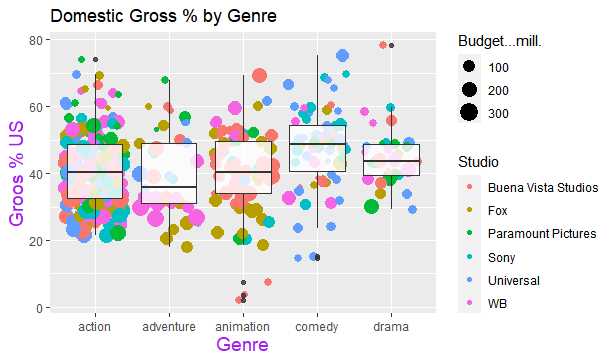 Domestic Gross % by Genre
Groos % US
80
60
40
20
0
action adventure animation comedy drama
Genre
Budget...mill.
100
200
300
Studio
Buena Vista Studios
Fox
Paramount Pictures
Sony
Universal
WB